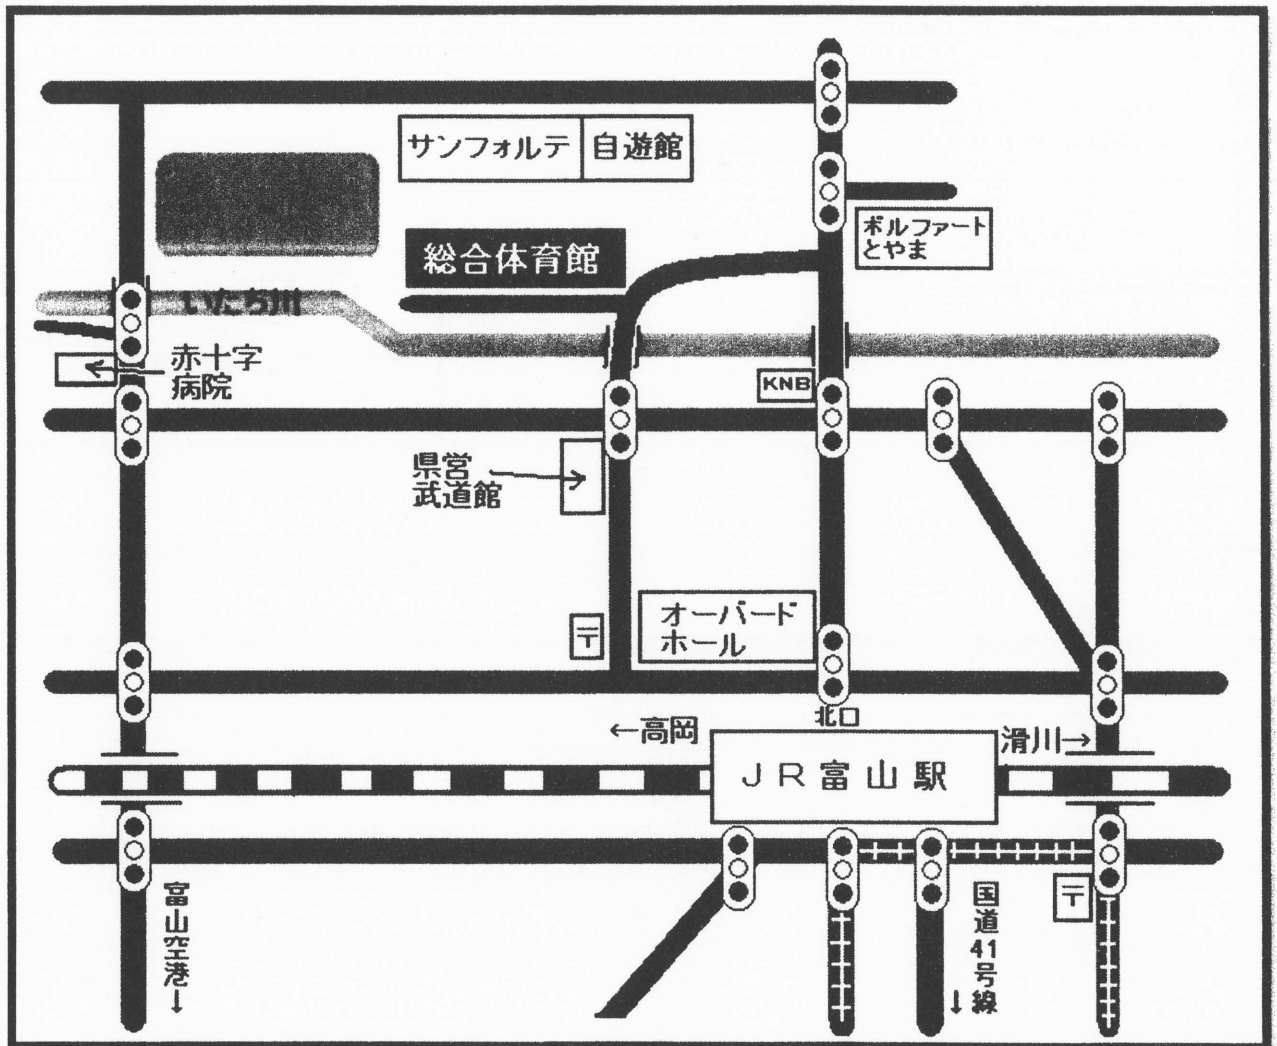 サンフォルテ
自遊館
ボルファート
とやま
総合体育館
いたち川
赤十字
病院
KNB
県営
武道館
オーバード
ホール
〒
北口
←高岡
滑川→
JR富山駅
富山空港↓
国道41号線↓
〒